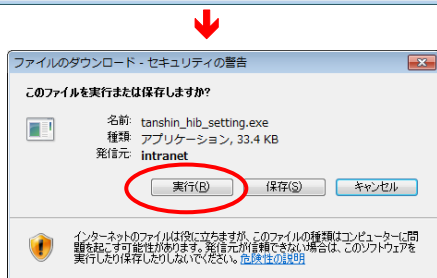 ファイルのダウンロード - セキュリティの警告
このファイルを実行または保存しますか?
名前: tanshin_hib_setting.exe
種類: アプリケーション, 33.4 KB
発信元: intranet
実行(R) 保存(S) キャンセル
インターネットのファイルは役に立ちますが、このファイルの種類はコンピューターに問
題を起こす可能性があります。発信元が信頼できない場合は、このソフトウェアを
実行したり保存したりしないでください。危険性の説明